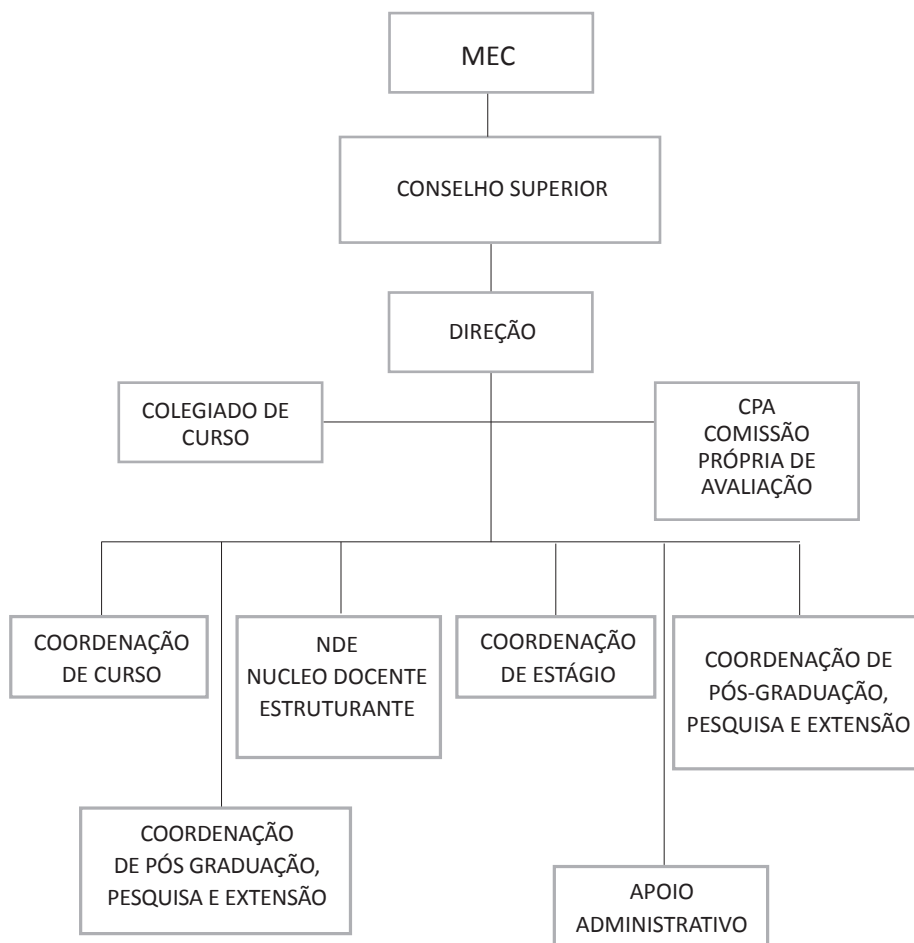 MEC
CONSELHO SUPERIOR
DIREÇÃO
COLEGIADO DE
CURSO
CPA
COMISSÃO
PRÓPRIA DE
AVALIAÇÃO
COORDENAÇÃO
DE CURSO
NDE
NUCLEO DOCENTE
ESTRUTURANTE
COORDENAÇÃO
DE ESTÁGIO
COORDENAÇÃO DE
PÓS-GRADUAÇÃO,
PESQUISA E EXTENSÃO
COORDENAÇÃO
DE PÓS GRADUAÇÃO,
PESQUISA E EXTENSÃO
APOIO
ADMINISTRATIVO